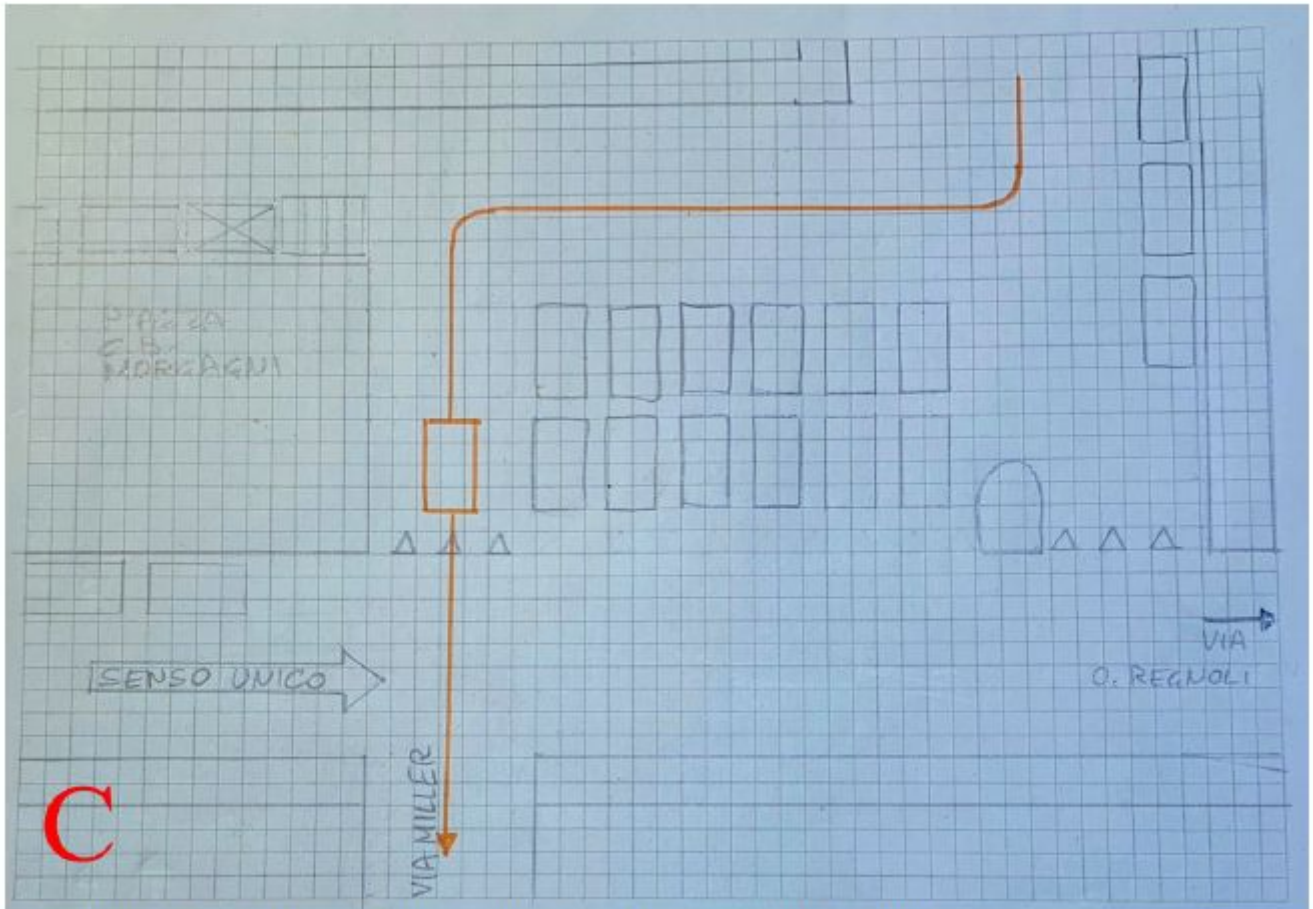 PIAZZA
G.B.
MORGAGNI
SENSO UNICO
VIA
O. REGNOLI
VIA MILLER
C